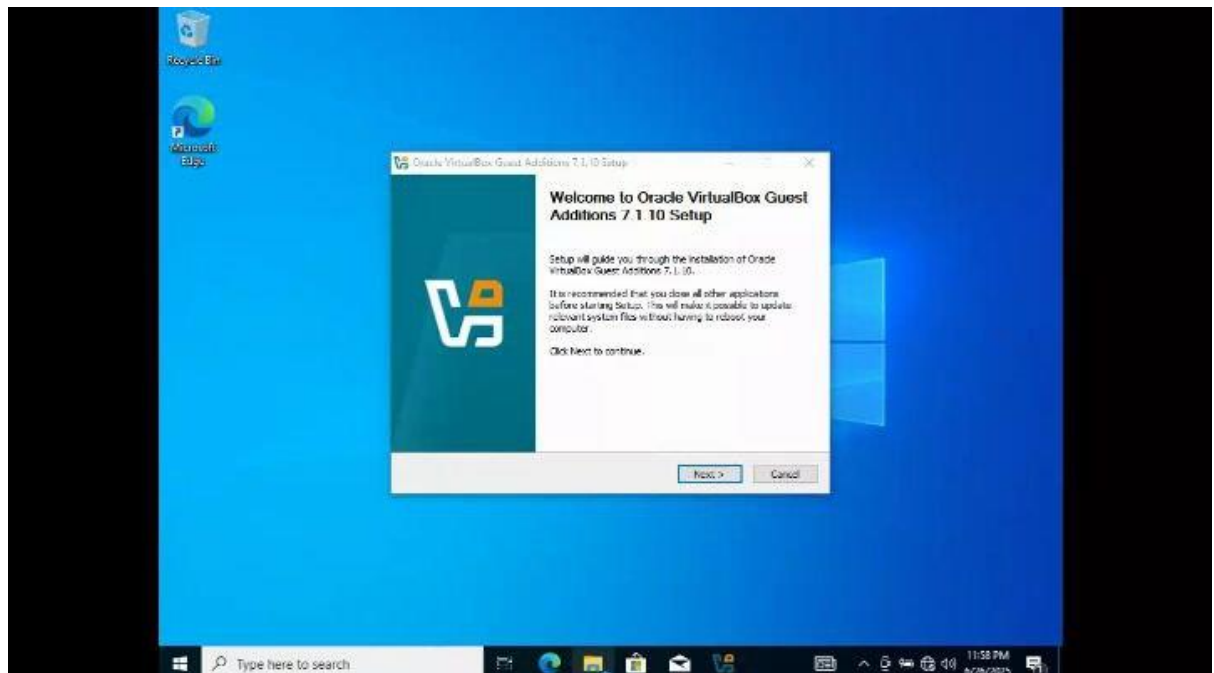 Recycle Bin
Microsoft
Edge
Oracle VirtualBox Guest Additions 7.1.10 Setup
Welcome to Oracle VirtualBox Guest
Additions 7.1.10 Setup
Setup will guide you through the installation of Oracle
VirtualBox Guest Additions 7.1.10.
It is recommended that you close all other applications
before starting Setup. This will make it possible to update
relevant system files without having to reboot your
computer.
Click Next to continue.
Next >
Cancel
Type here to search
11:58 PM
6/26/2025